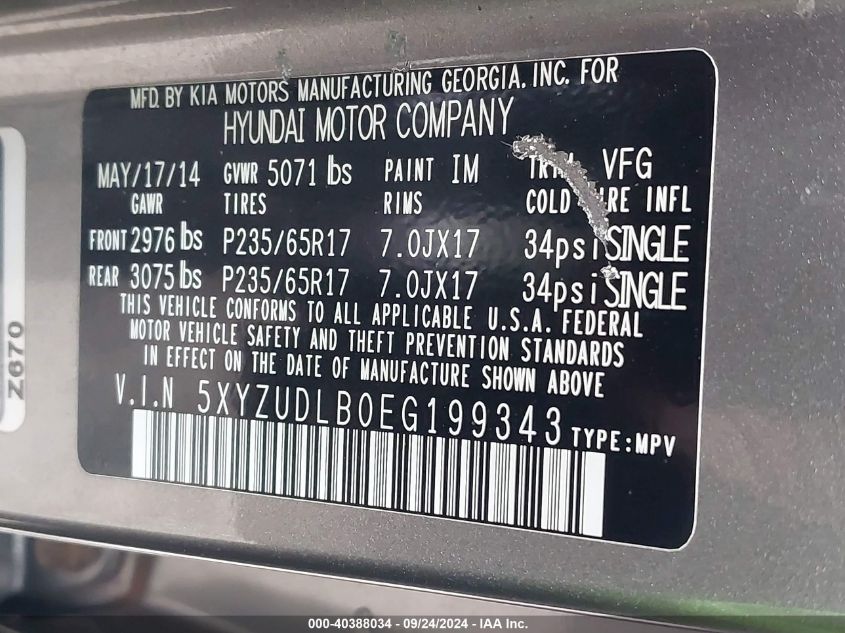 MFD. BY KIA MOTORS MANUFACTURING GEORGIA. INC. FOR
HYUNDAI MOTOR COMPANY
MAY/17/14 GVWR 5071 lbs PAINT IM TRIM VFG
GAWR TIRES RIMS COLD INFL
FRONT 2976 lbs P235/65R17 7.0JX17 34psi SINGLE
REAR 3075 lbs P235/65R17 7.0JX17 34psi SINGLE
THIS VEHICLE CONFORMS TO ALL APPLICABLE U.S.A. FEDERAL
MOTOR VEHICLE SAFETY AND THEFT PREVENTION STANDARDS
IN EFFECT ON THE DATE OF MANUFACTURE SHOWN ABOVE
V.I.N 5XYZUDLB0EG199343 TYPE:MPV
Z670
000-40388034 - 09/24/2024 - IAA Inc.